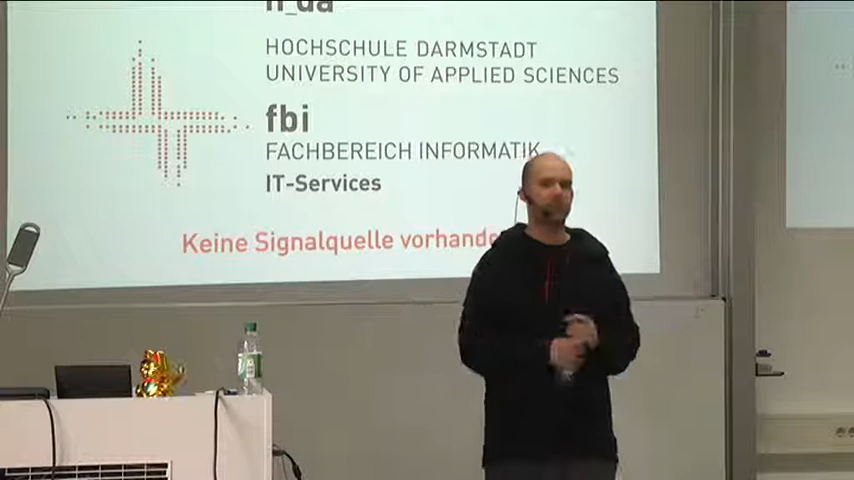 h_da
HOCHSCHULE DARMSTADT
UNIVERSITY OF APPLIED SCIENCES
fbi
FACHBEREICH INFORMATIK
IT-Services
Keine Signalquelle